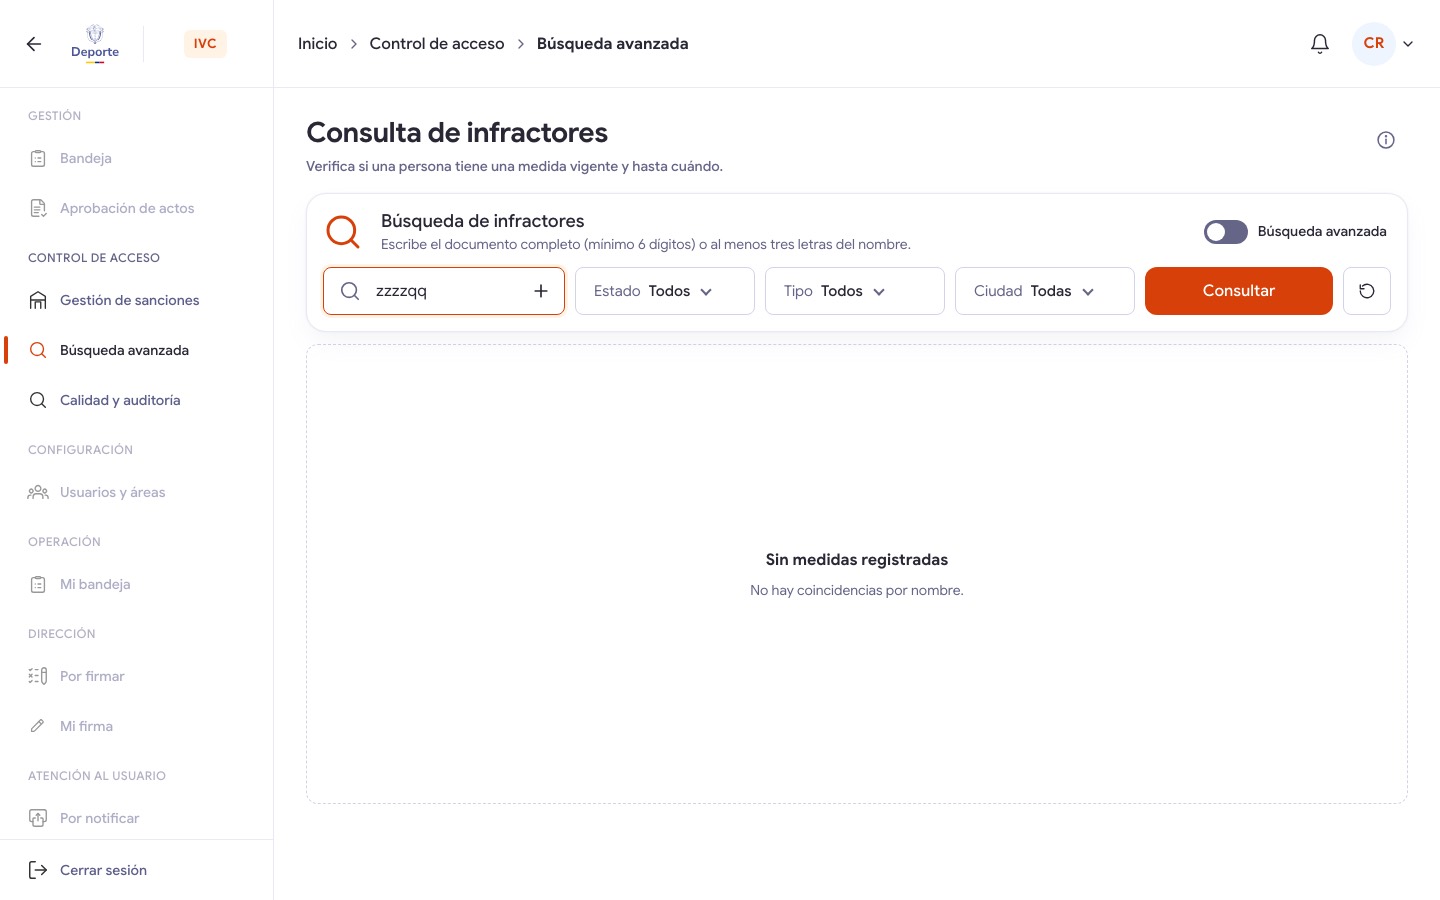 Deporte
IVC
Inicio > Control de acceso > Búsqueda avanzada
CR
GESTIÓN
Bandeja
Aprobación de actos
CONTROL DE ACCESO
Gestión de sanciones
Búsqueda avanzada
Calidad y auditoría
CONFIGURACIÓN
Usuarios y áreas
OPERACIÓN
Mi bandeja
DIRECCIÓN
Por firmar
Mi firma
ATENCIÓN AL USUARIO
Por notificar
Cerrar sesión
Consulta de infractores
Verifica si una persona tiene una medida vigente y hasta cuándo.
Búsqueda de infractores
Escribe el documento completo (mínimo 6 dígitos) o al menos tres letras del nombre.
Búsqueda avanzada
zzzzqq
Estado Todos
Tipo Todos
Ciudad Todas
Consultar
Sin medidas registradas
No hay coincidencias por nombre.